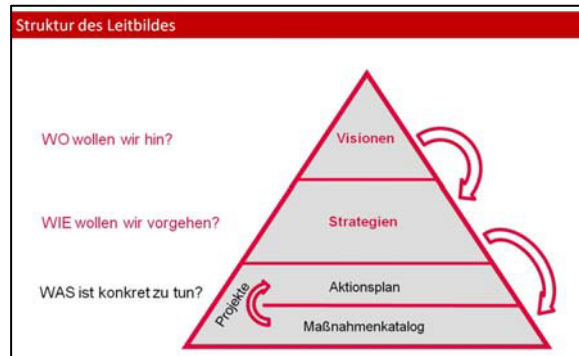 Struktur des Leitbildes
WO wollen wir hin?
Visionen
WIE wollen wir vorgehen?
Strategien
WAS ist konkret zu tun?
Projekte
Aktionsplan
Maßnahmenkatalog